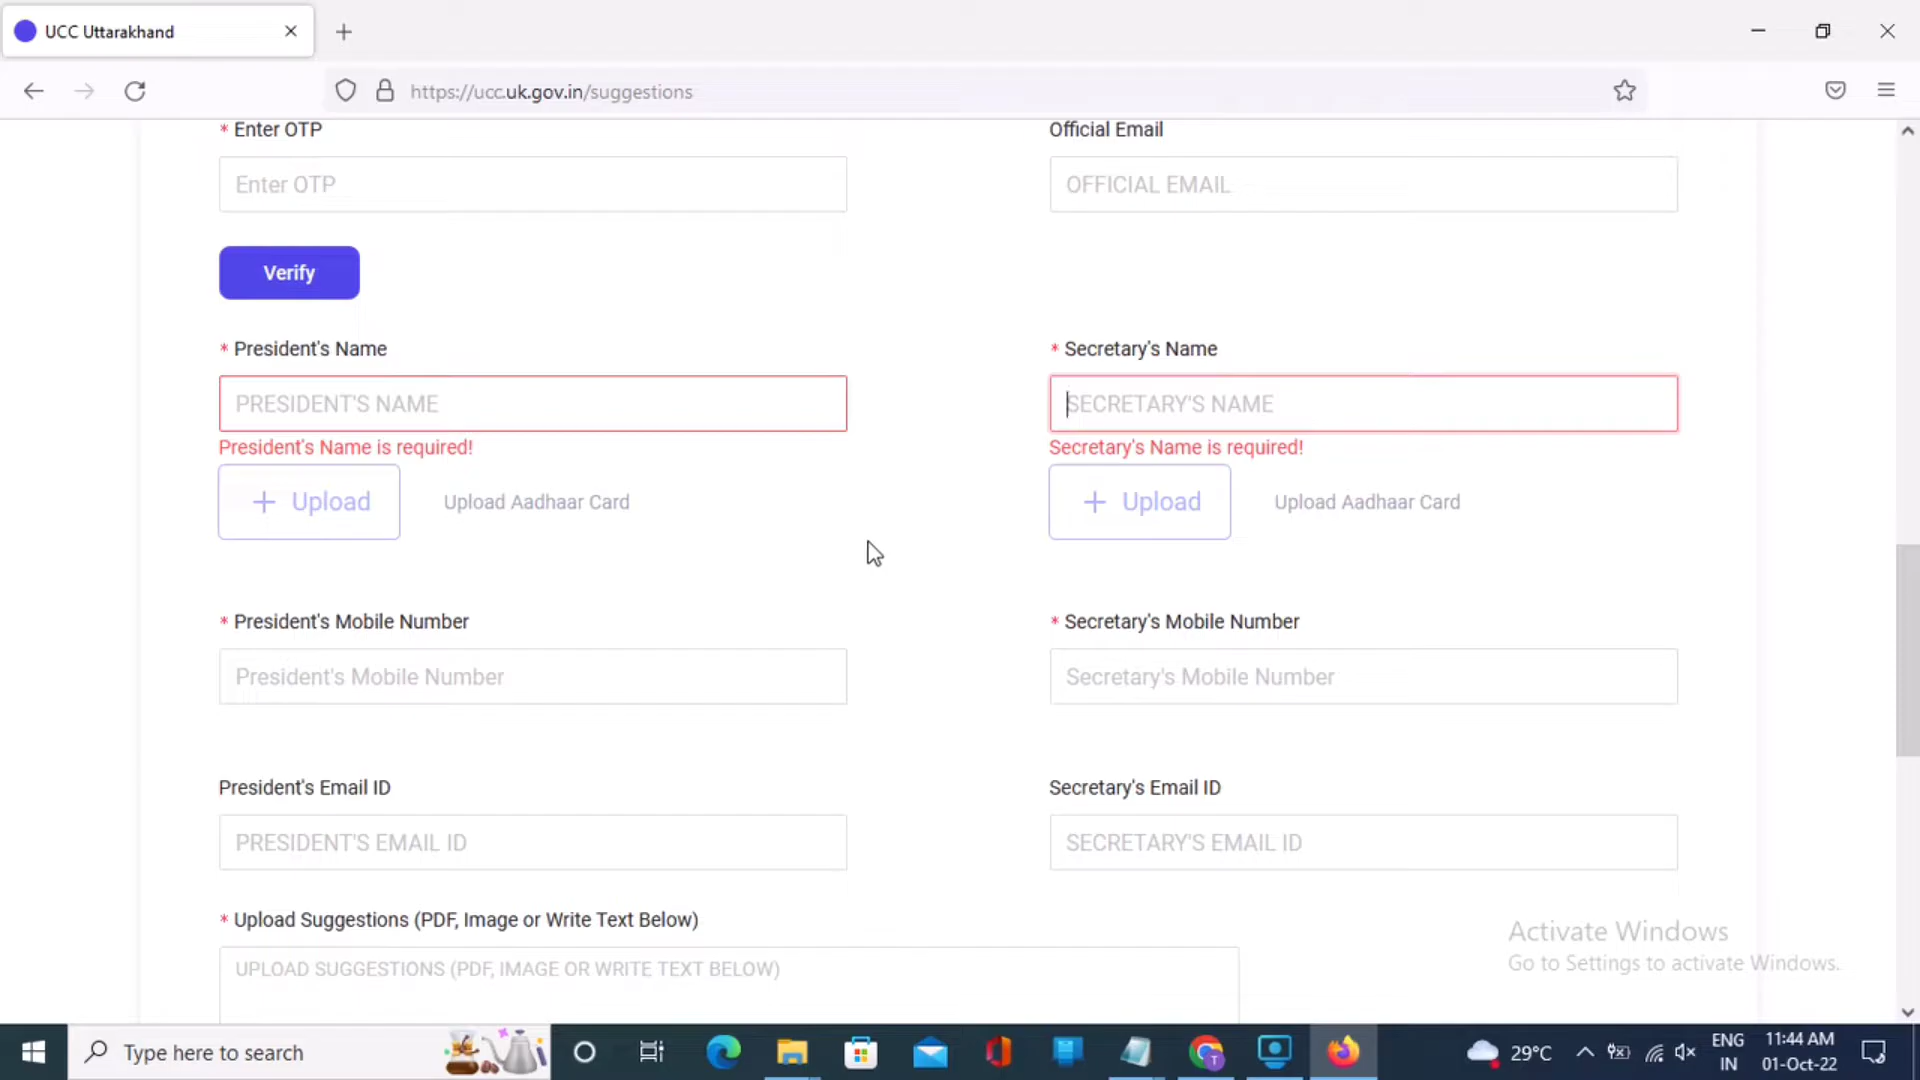 UCC Uttarakhand
https://ucc.uk.gov.in/suggestions
* Enter OTP
Official Email
Enter OTP
OFFICIAL EMAIL
Verify
* President's Name
* Secretary's Name
PRESIDENT'S NAME
SECRETARY'S NAME
President's Name is required!
Secretary's Name is required!
+ Upload
Upload Aadhaar Card
+ Upload
Upload Aadhaar Card
* President's Mobile Number
* Secretary's Mobile Number
President's Mobile Number
Secretary's Mobile Number
President's Email ID
Secretary's Email ID
PRESIDENT'S EMAIL ID
SECRETARY'S EMAIL ID
* Upload Suggestions (PDF, Image or Write Text Below)
UPLOAD SUGGESTIONS (PDF, IMAGE OR WRITE TEXT BELOW)
Activate Windows
Go to Settings to activate Windows.
Type here to search
29°C
ENG
IN
11:44 AM
01-Oct-22